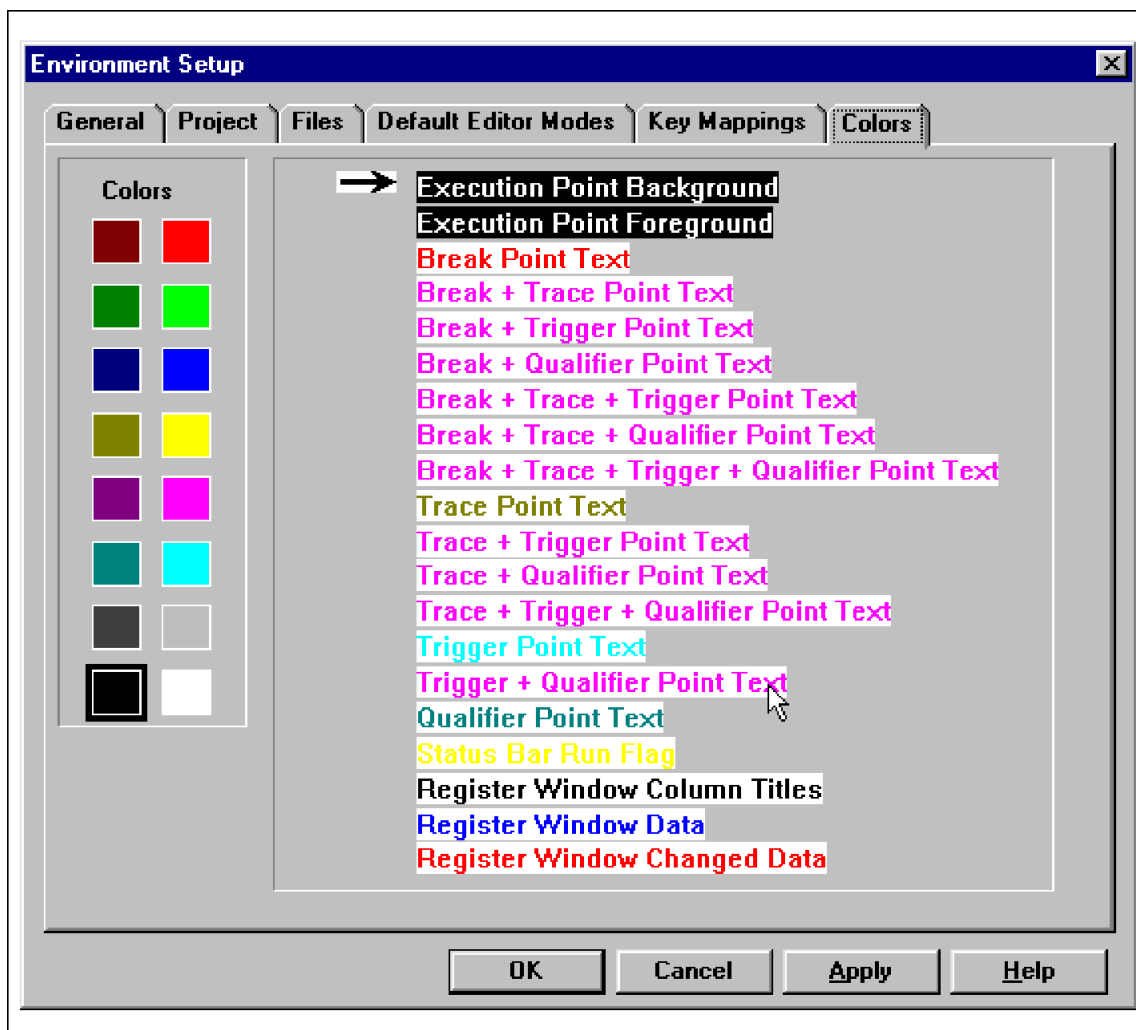 Environment Setup
General Project Files Default Editor Modes Key Mappings Colors
Colors
Execution Point Background
Execution Point Foreground
Break Point Text
Break + Trace Point Text
Break + Trigger Point Text
Break + Qualifier Point Text
Break + Trace + Trigger Point Text
Break + Trace + Qualifier Point Text
Break + Trace + Trigger + Qualifier Point Text
Trace Point Text
Trace + Trigger Point Text
Trace + Qualifier Point Text
Trace + Trigger + Qualifier Point Text
Trigger Point Text
Trigger + Qualifier Point Text
Qualifier Point Text
Status Bar Run Flag
Register Window Column Titles
Register Window Data
Register Window Changed Data
OK Cancel Apply Help